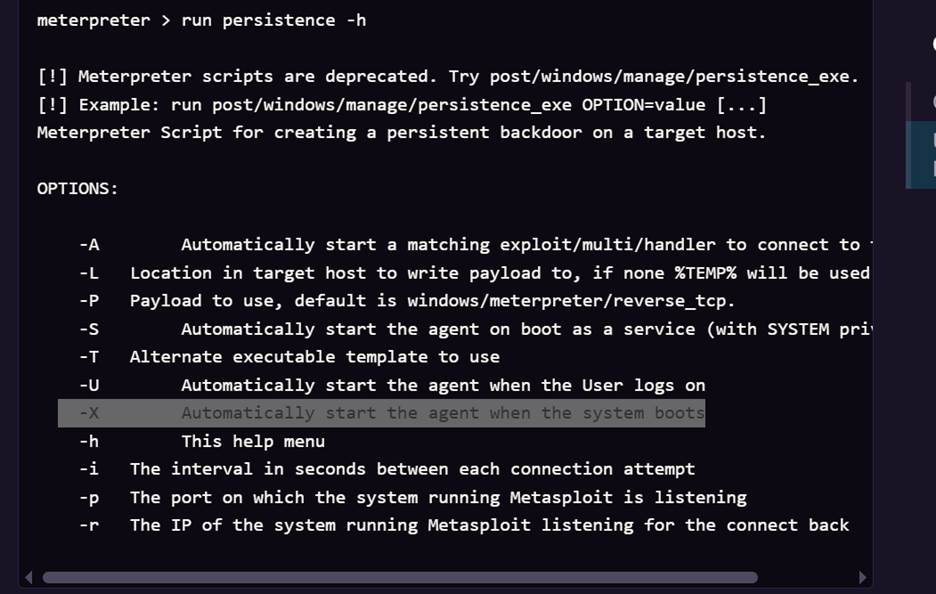 meterpreter > run persistence -h
[!] Meterpreter scripts are deprecated. Try post/windows/manage/persistence_exe.
[!] Example: run post/windows/manage/persistence_exe OPTION=value [...]
Meterpreter Script for creating a persistent backdoor on a target host.
OPTIONS:
-A Automatically start a matching exploit/multi/handler to connect to
-L Location in target host to write payload to, if none %TEMP% will be used
-P Payload to use, default is windows/meterpreter/reverse_tcp.
-S Automatically start the agent on boot as a service (with SYSTEM
-T Alternate executable template to use
-U Automatically start the agent when the User logs on
-X Automatically start the agent when the system boots
-h This help menu
-i The interval in seconds between each connection attempt
-p The port on which the system running Metasploit is listening
-r The IP of the system running Metasploit listening for the connect back